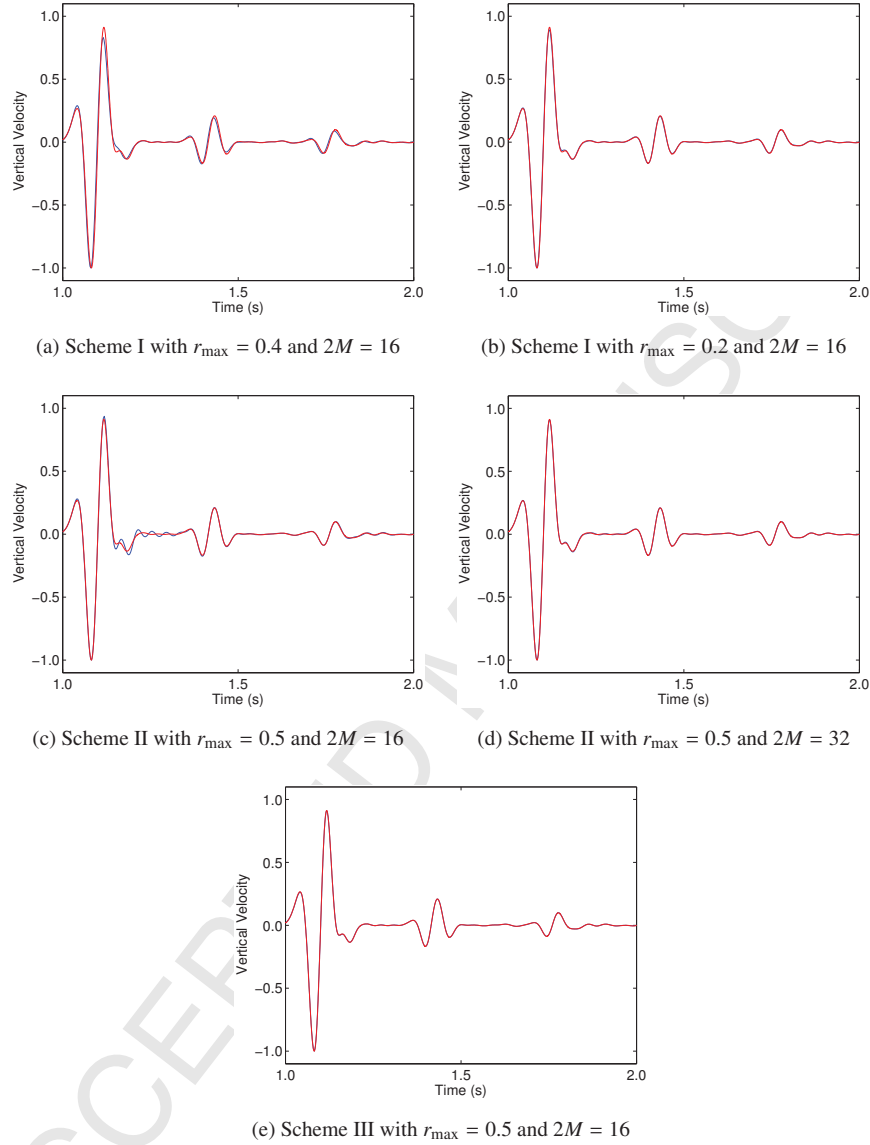 1.0
0.5
0.0
−0.5
−1.0
Vertical Velocity
1.0 1.5 2.0
Time (s)
(a) Scheme I with r_max = 0.4 and 2M = 16
1.0
0.5
0.0
−0.5
−1.0
Vertical Velocity
1.0 1.5 2.0
Time (s)
(b) Scheme I with r_max = 0.2 and 2M = 16
1.0
0.5
0.0
−0.5
−1.0
Vertical Velocity
1.0 1.5 2.0
Time (s)
(c) Scheme II with r_max = 0.5 and 2M = 16
1.0
0.5
0.0
−0.5
−1.0
Vertical Velocity
1.0 1.5 2.0
Time (s)
(d) Scheme II with r_max = 0.5 and 2M = 32
1.0
0.5
0.0
−0.5
−1.0
Vertical Velocity
1.0 1.5 2.0
Time (s)
(e) Scheme III with r_max = 0.5 and 2M = 16